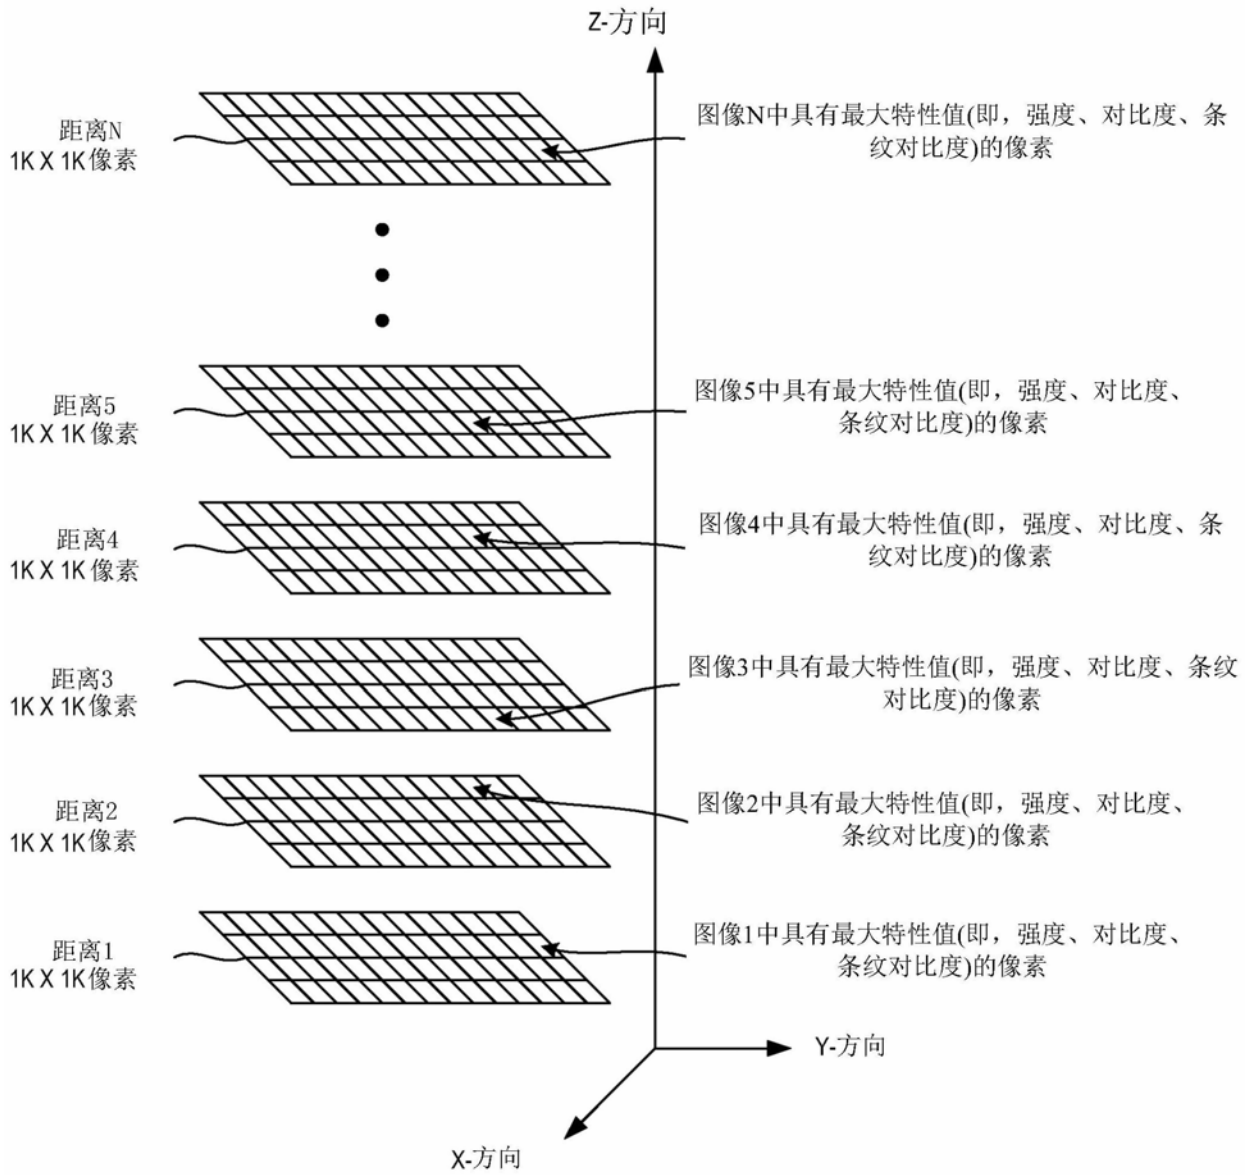 Z-方向
距离N
1K X 1K像素
图像N中具有最大特性值(即，强度、对比度、条
纹对比度)的像素
距离5
1K X 1K像素
图像5中具有最大特性值(即，强度、对比度、
条纹对比度)的像素
距离4
1K X 1K像素
图像4中具有最大特性值(即，强度、对比度、条
纹对比度)的像素
距离3
1K X 1K像素
图像3中具有最大特性值(即，强度、对比度、条纹
对比度)的像素
距离2
1K X 1K像素
图像2中具有最大特性值(即，强度、对比度、
条纹对比度)的像素
距离1
1K X 1K像素
图像1中具有最大特性值(即，强度、对比度、
条纹对比度)的像素
Y-方向
X-方向